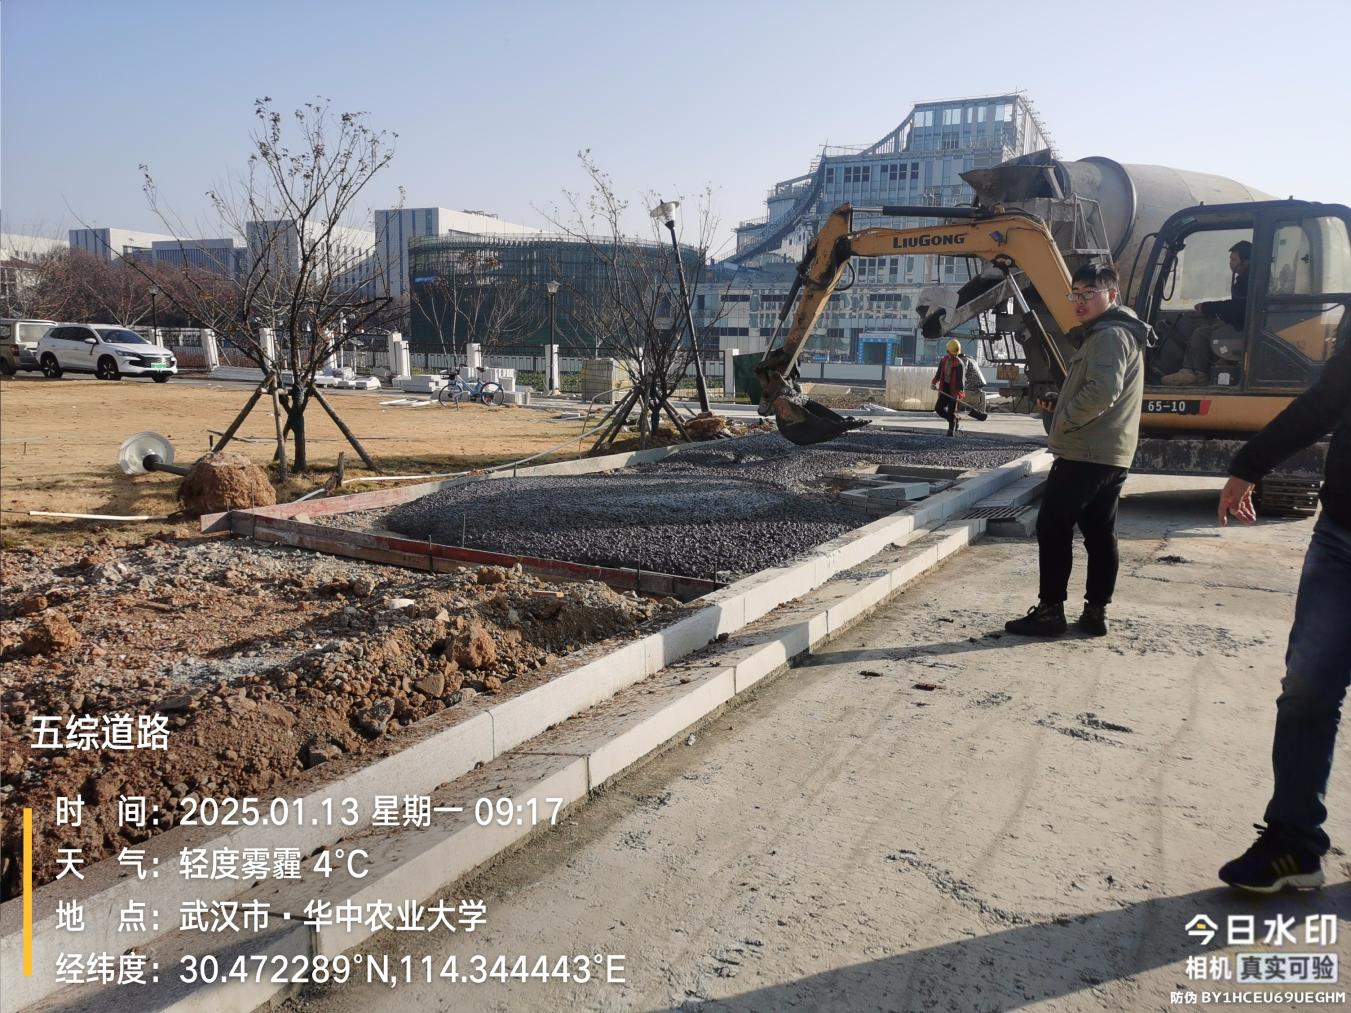 LIUGONG
65-10
五综道路
时 间：2025.01.13 星期一 09:17
天 气：轻度雾霾 4℃
地 点：武汉市·华中农业大学
经纬度：30.472289°N,114.344443°E
今日水印
相机 真实可验
防伪 BY1HCEU69UEGHM